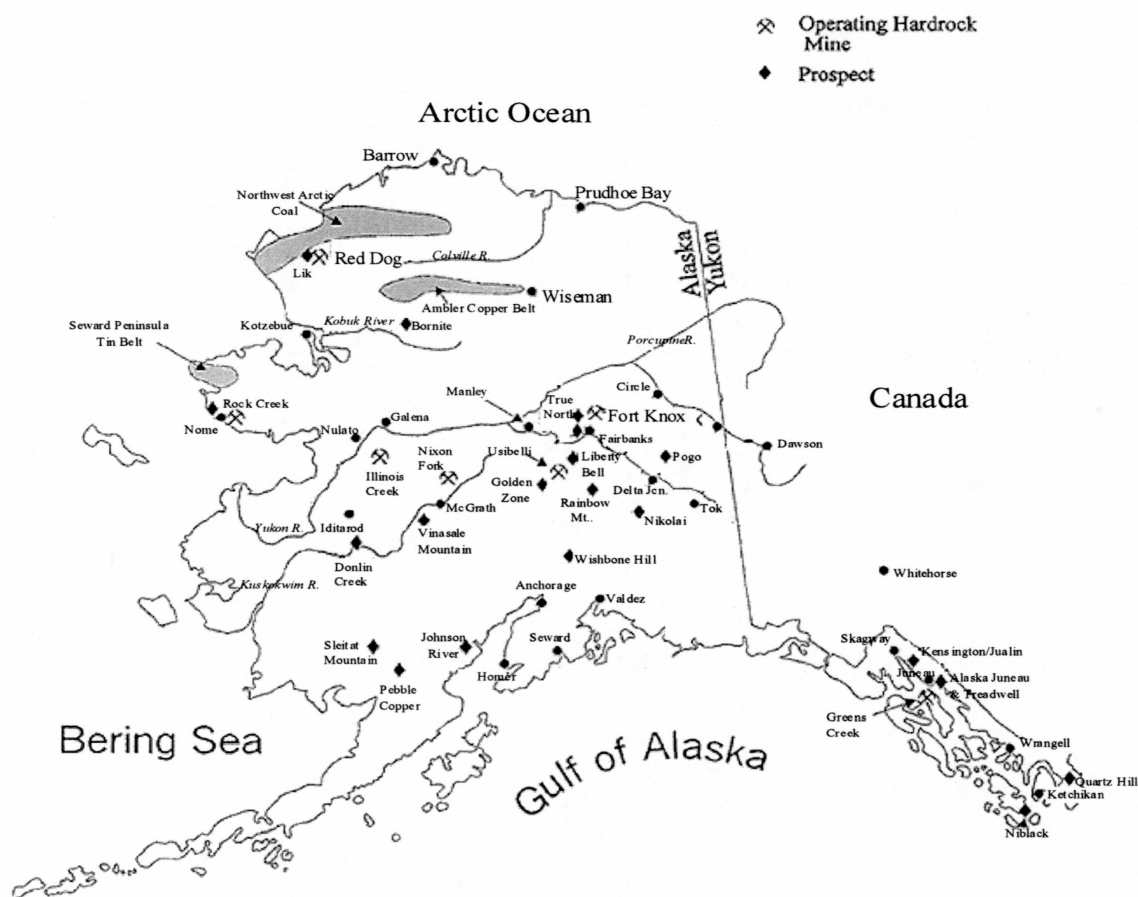 Operating Hardrock
Mine
Prospect
Arctic Ocean
Barrow
Prudhoe Bay
Northwest Arctic
Coal
Alaska
Yukon
Colville R.
Red Dog
Lik
Wiseman
Ambler Copper Belt
Seward Peninsula
Tin Belt
Kotzebue
Kobuk River
Bornite
Porcupine R.
Circle
Canada
Manley
True
North
Fort Knox
Rock Creek
Nome
Galena
Nulato
Fairbanks
Dawson
Nixon
Fork
Usibelli
Liberty
Bell
Pogo
Illinois
Creek
Golden
Zone
Rainbow
Mt..
Delta Jcn.
Tok
McGrath
Nikolai
Yukon R.
Iditarod
Vinasale
Mountain
Donlin
Creek
Wishbone Hill
Kuskokwim R.
Whitehorse
Anchorage
Valdez
Sleitat
Mountain
Johnson
River
Seward
Skagway
Kensington/Jualin
Homer
Juneau
Alaska Juneau
& Treadwell
Pebble
Copper
Greens
Creek
Bering Sea
Gulf of Alaska
Wrangell
Quartz Hill
Ketchikan
Niblack